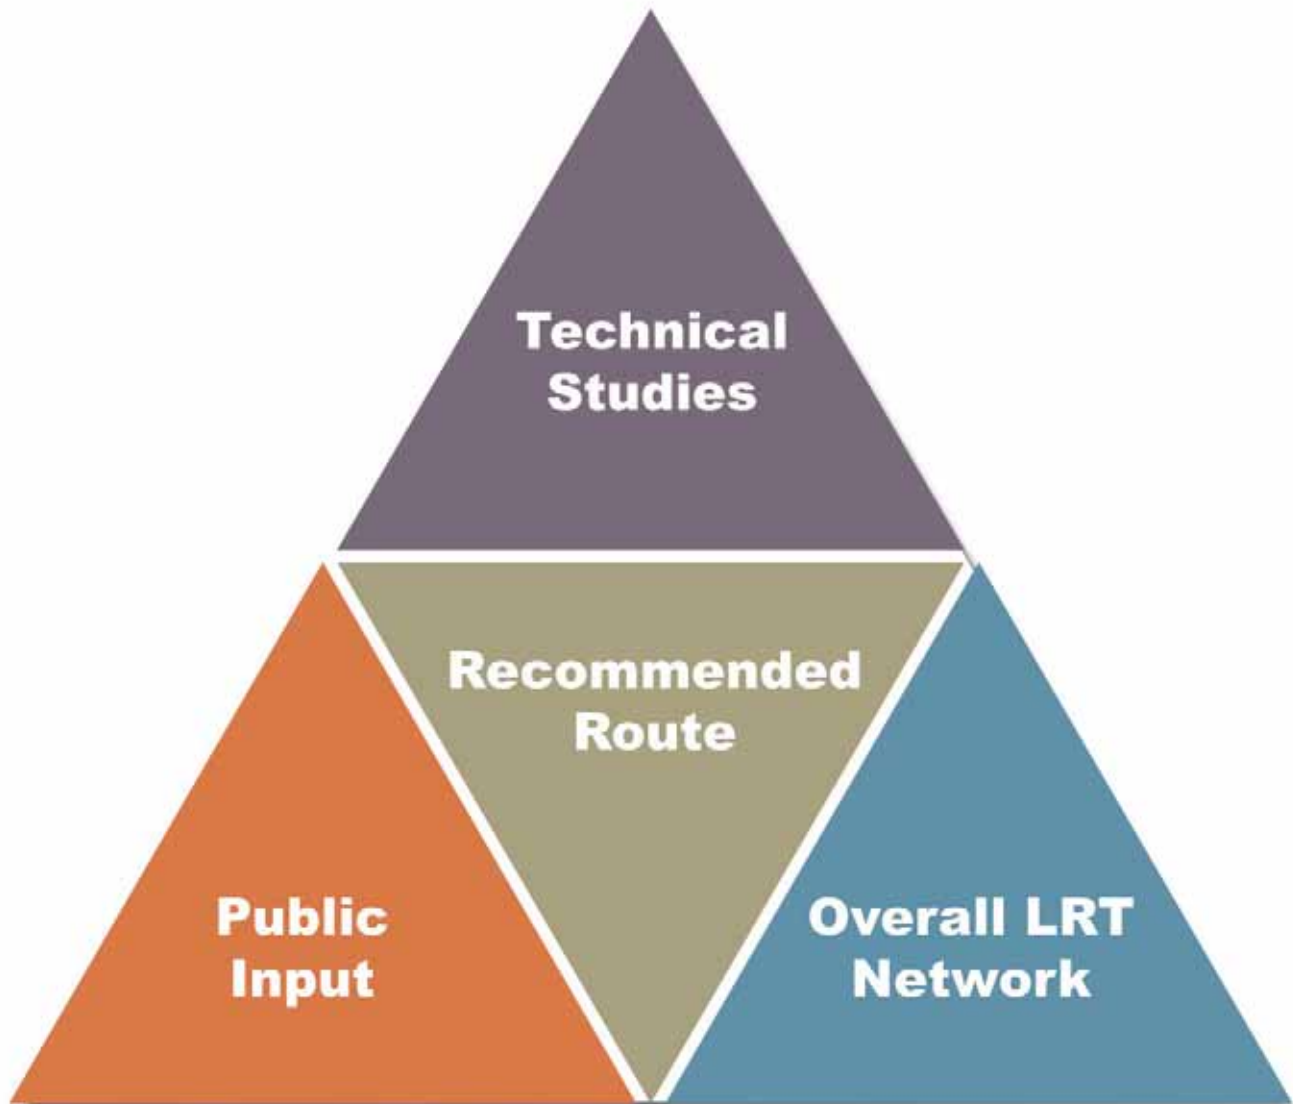 Technical
Studies
Recommended
Route
Public
Input
Overall LRT
Network